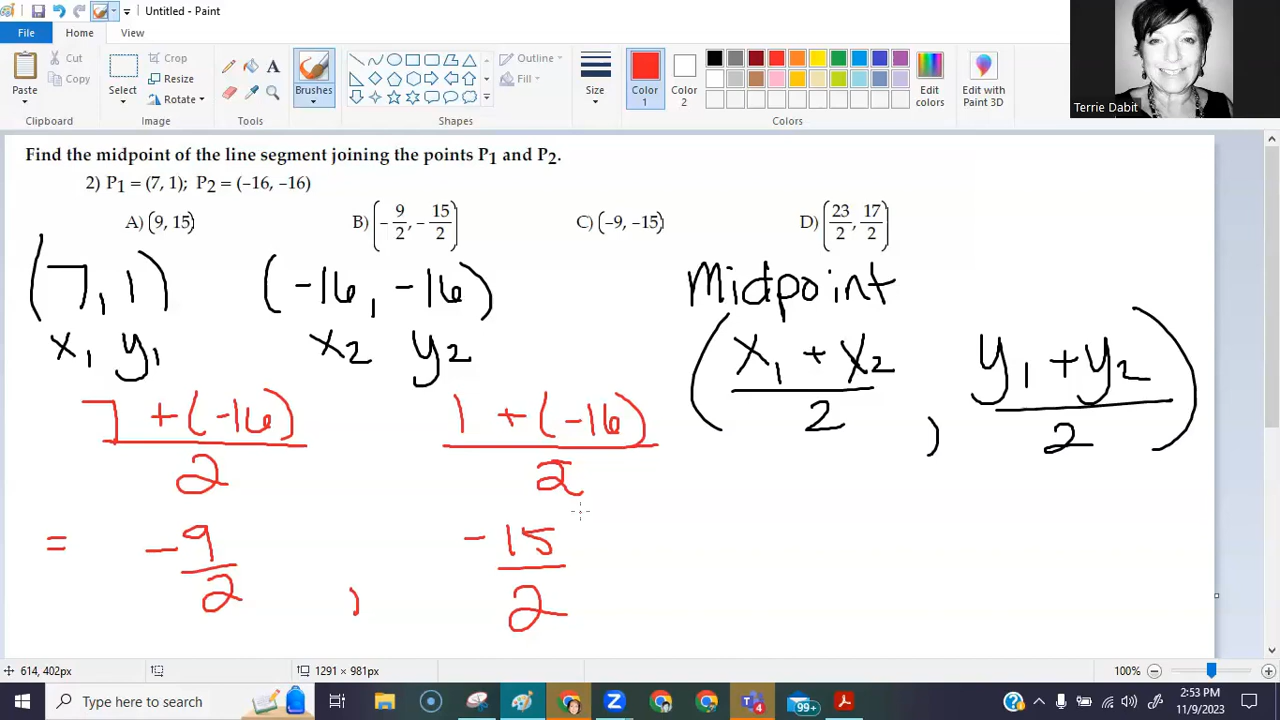 Untitled - Paint
File Home View
Paste
Cut
Copy
Clipboard
Select
Crop
Resize
Rotate
Image
Tools
Brushes
Outline
Fill
Shapes
Size
Color 1
Color 2
Edit colors
Edit with Paint 3D
Colors
Terrie Dabit
Find the midpoint of the line segment joining the points P1 and P2.
2) P1 = (7, 1); P2 = (–16, –16)
A) (9, 15) B) (- 9/2, - 15/2) C) (–9, –15) D) (23/2, 17/2)
(7, 1) (-16, -16) Midpoint
x1 y1 x2 y2
(x1 + x2 / 2 , y1 + y2 / 2)
7 + (-16) / 2 1 + (-16) / 2
= -9/2 , -15/2
614, 402px 1291 × 981px 100%
Type here to search
99+
4
2:53 PM
11/9/2023